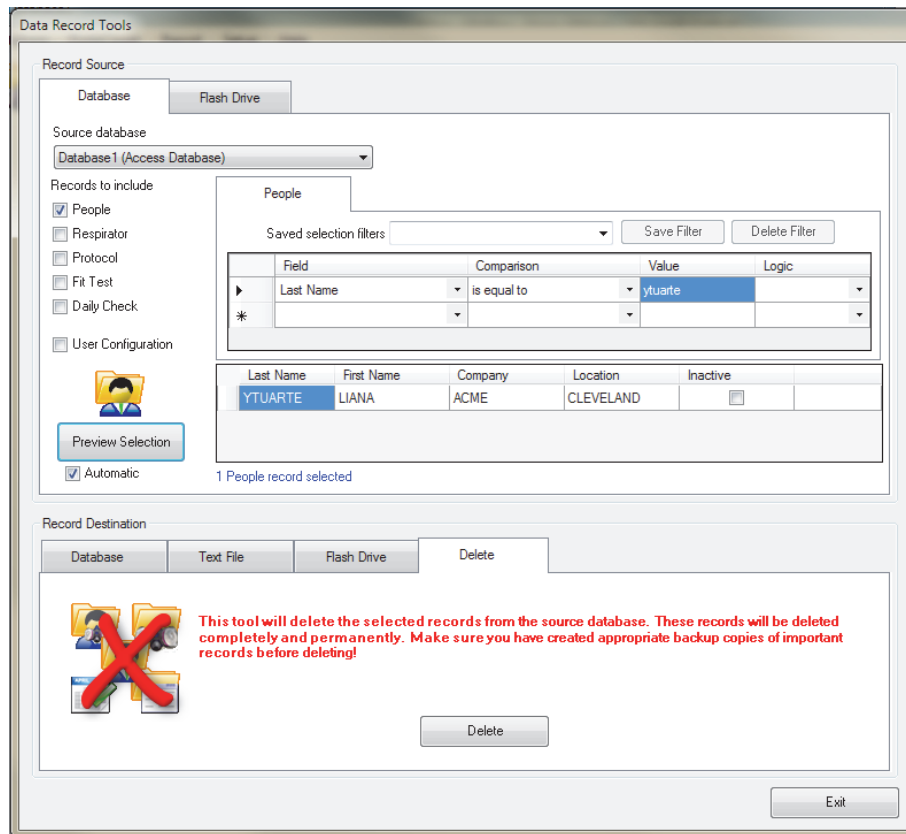 Data Record Tools
Record Source
Database Flash Drive
Source database
Database1 (Access Database)
Records to include
People
Respirator
Protocol
Fit Test
Daily Check
User Configuration
Preview Selection
Automatic
People
Saved selection filters Save Filter Delete Filter
Field Comparison Value Logic
Last Name is equal to ytuarte
Last Name First Name Company Location Inactive
YTUARTE LIANA ACME CLEVELAND
1 People record selected
Record Destination
Database Text File Flash Drive Delete
This tool will delete the selected records from the source database. These records will be deleted
completely and permanently. Make sure you have created appropriate backup copies of important
records before deleting!
Delete
Exit